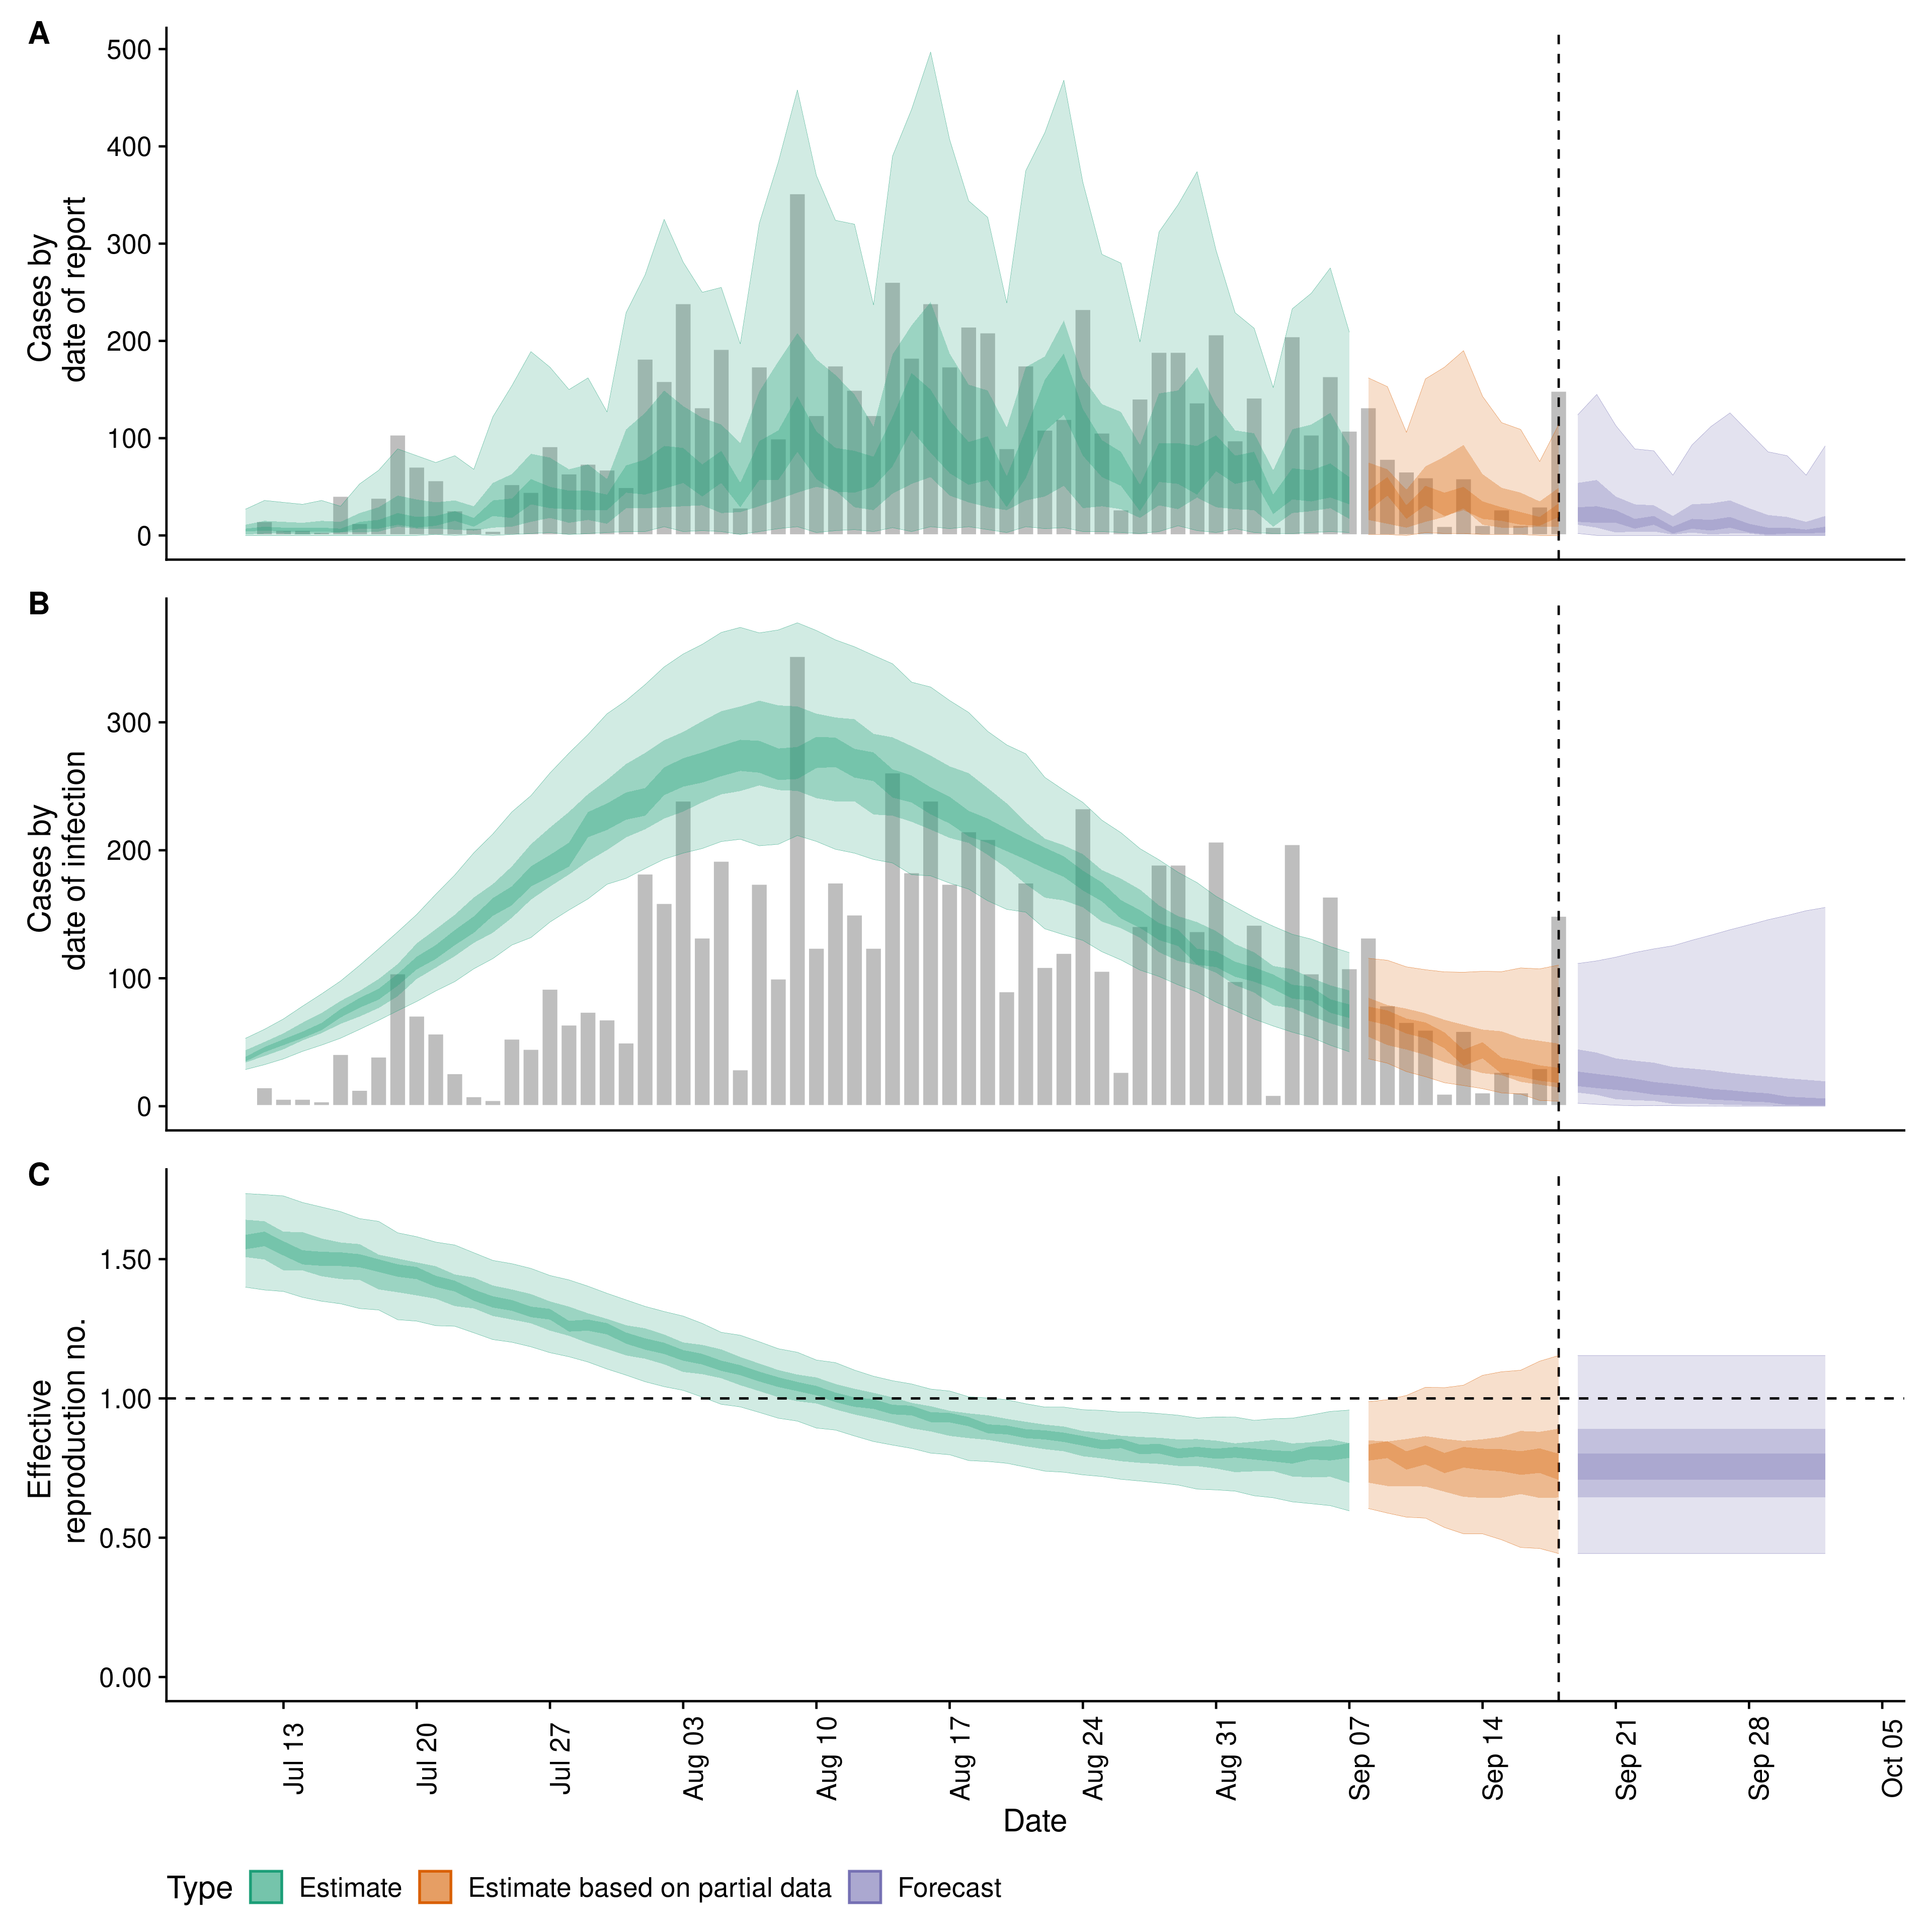 A
500
400
300
200
100
0
Cases by
date of report
B
300
200
100
0
Cases by
date of infection
C
1.50
1.00
0.50
0.00
Effective
reproduction no.
Jul 13
Jul 20
Jul 27
Aug 03
Aug 10
Aug 17
Aug 24
Aug 31
Sep 07
Sep 14
Sep 21
Sep 28
Oct 05
Date
Type Estimate Estimate based on partial data Forecast